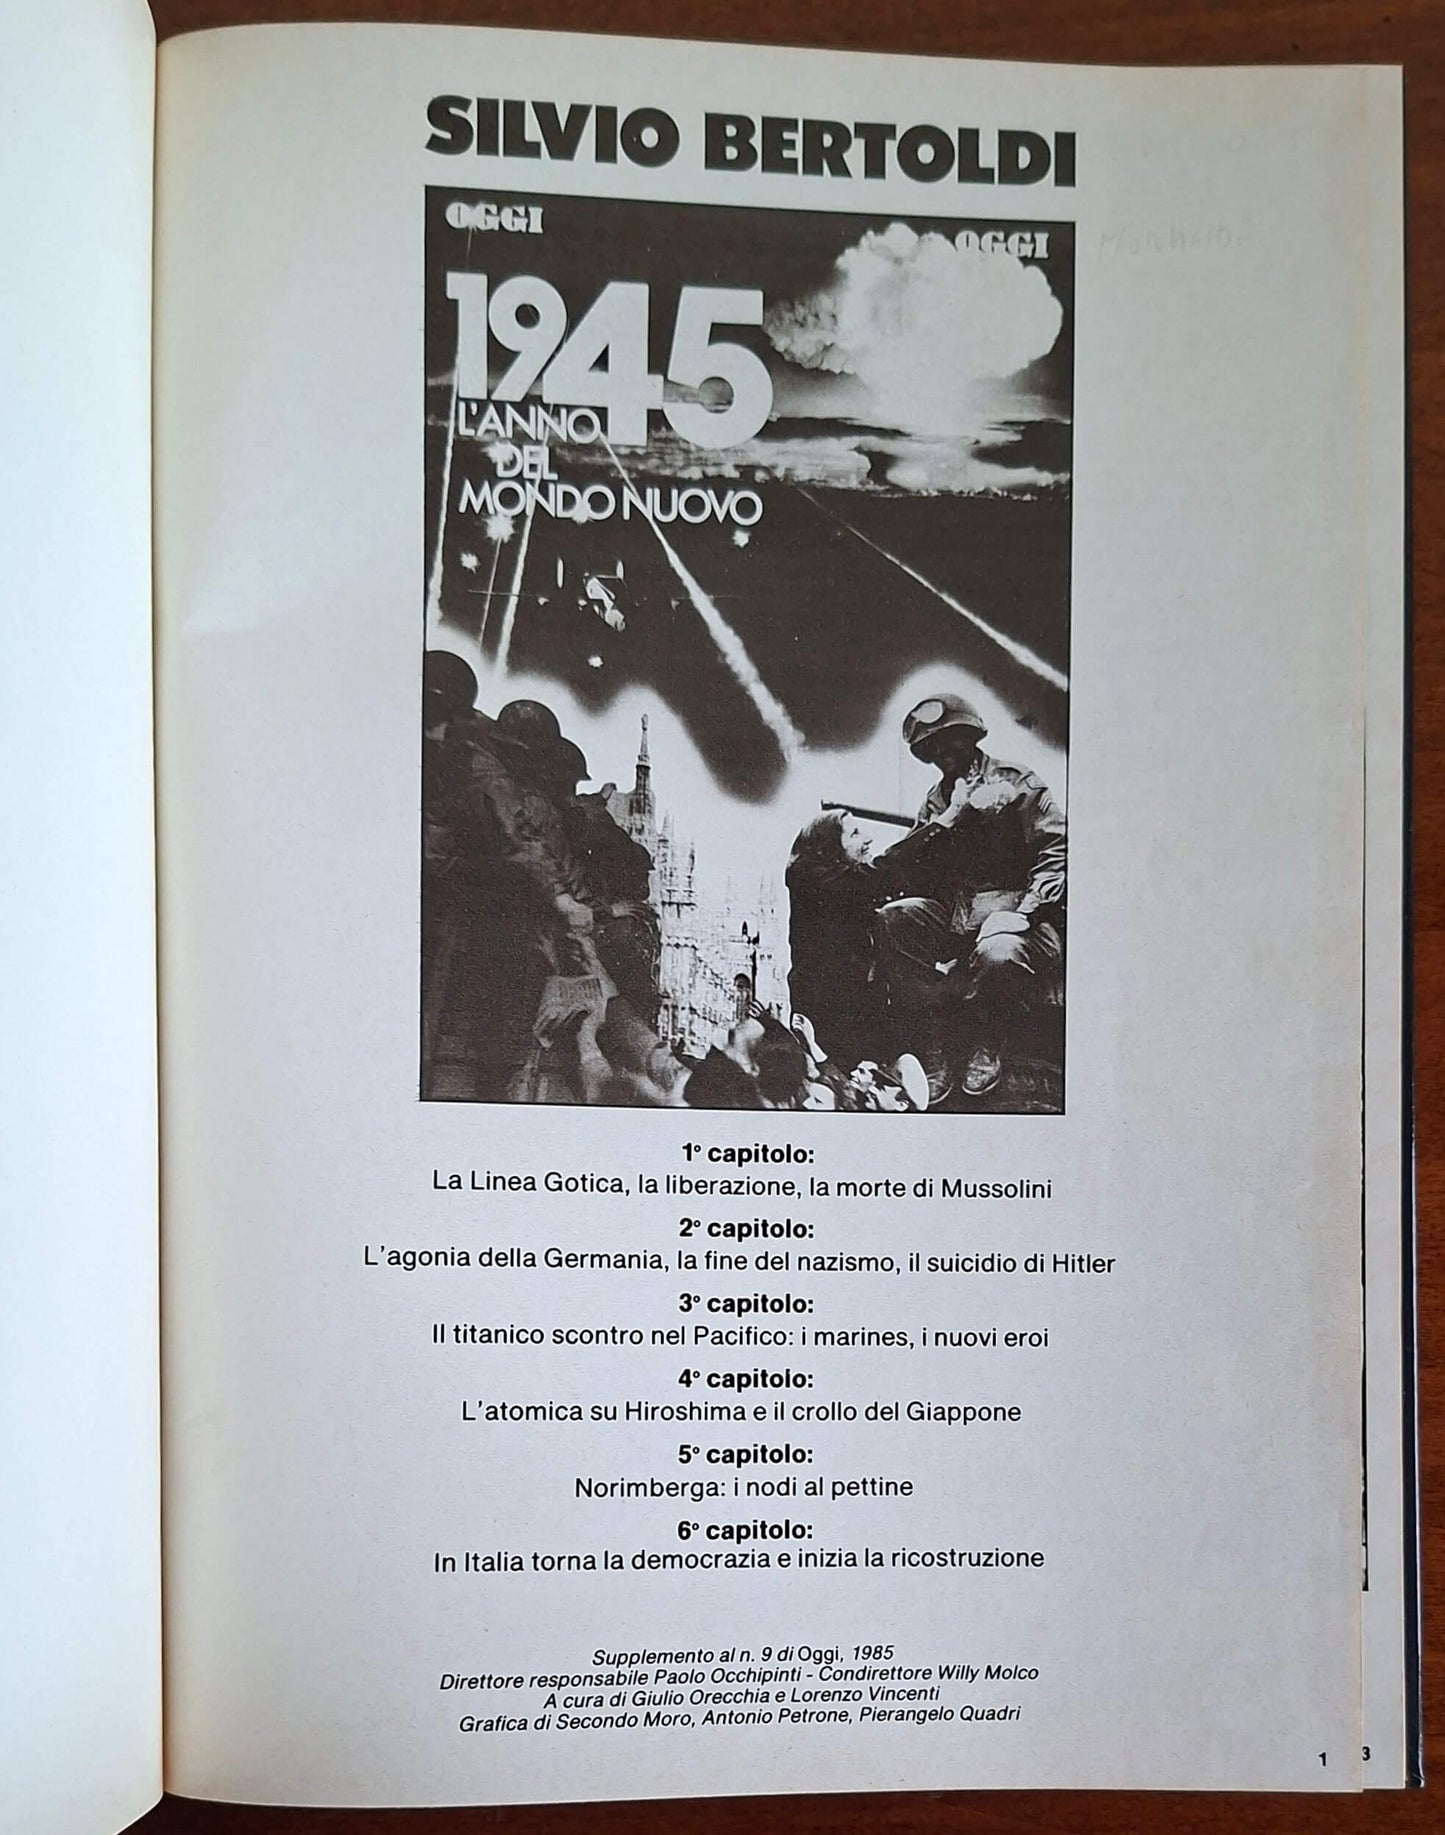 SILVIO BERTOLDI
OGGI
OGGI
1945
L'ANNO
DEL
MONDO NUOVO
1° capitolo:
La Linea Gotica, la liberazione, la morte di Mussolini
2° capitolo:
L'agonia della Germania, la fine del nazismo, il suicidio di Hitler
3° capitolo:
Il titanico scontro nel Pacifico: i marines, i nuovi eroi
4° capitolo:
L'atomica su Hiroshima e il crollo del Giappone
5° capitolo:
Norimberga: i nodi al pettine
6° capitolo:
In Italia torna la democrazia e inizia la ricostruzione
Supplemento al n. 9 di Oggi, 1985
Direttore responsabile Paolo Occhipinti - Condirettore Willy Molco
A cura di Giulio Orecchia e Lorenzo Vincenti
Grafica di Secondo Moro, Antonio Petrone, Pierangelo Quadri
1
3